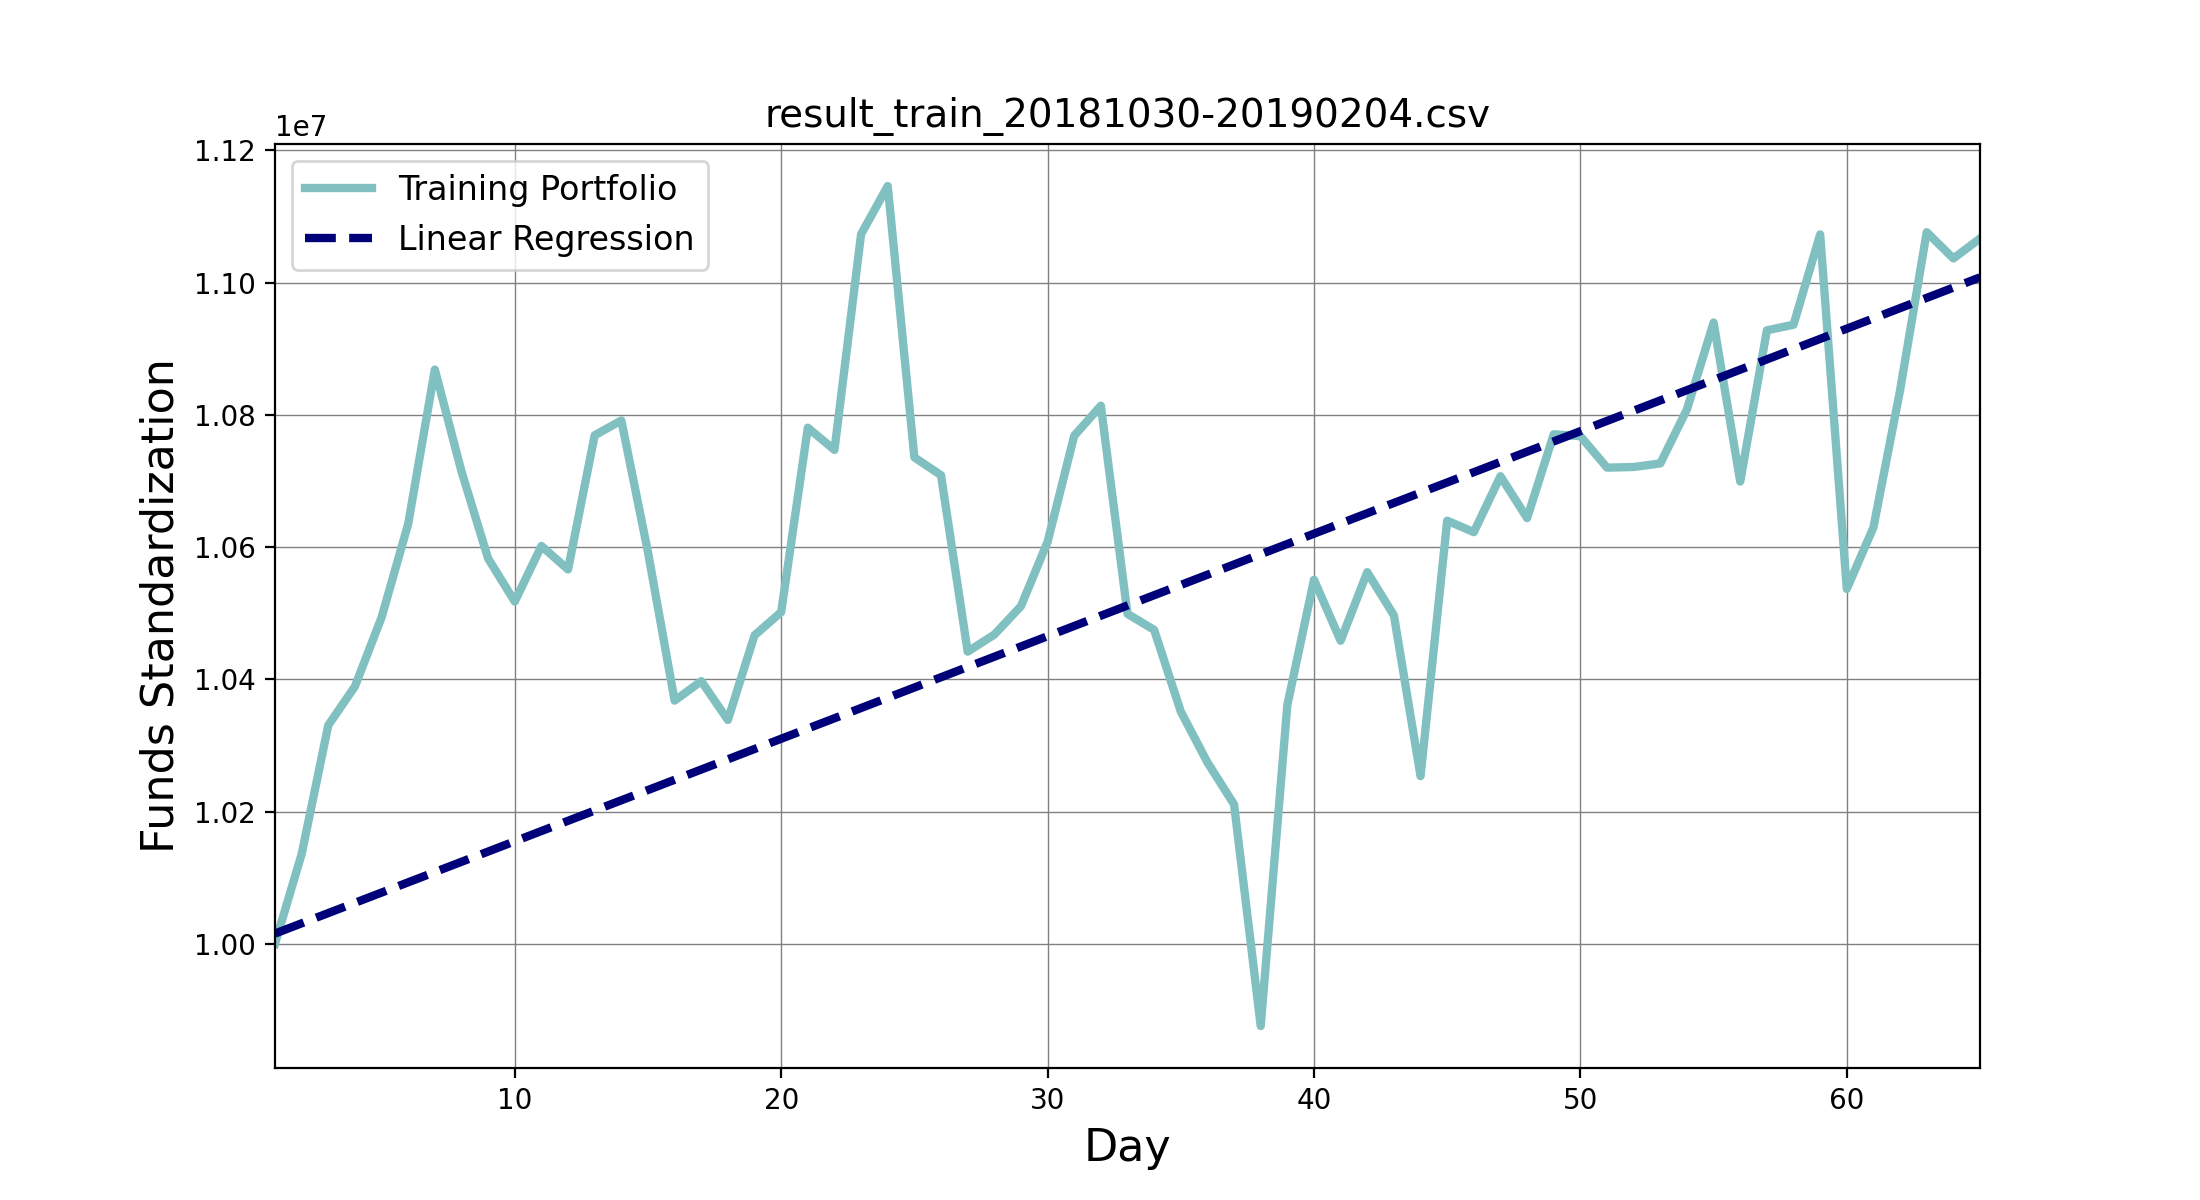 result_train_20181030-20190204.csv
1e7
1.12
1.10
1.08
1.06
1.04
1.02
1.00
Training Portfolio
Linear Regression
Funds Standardization
10 20 30 40 50 60
Day